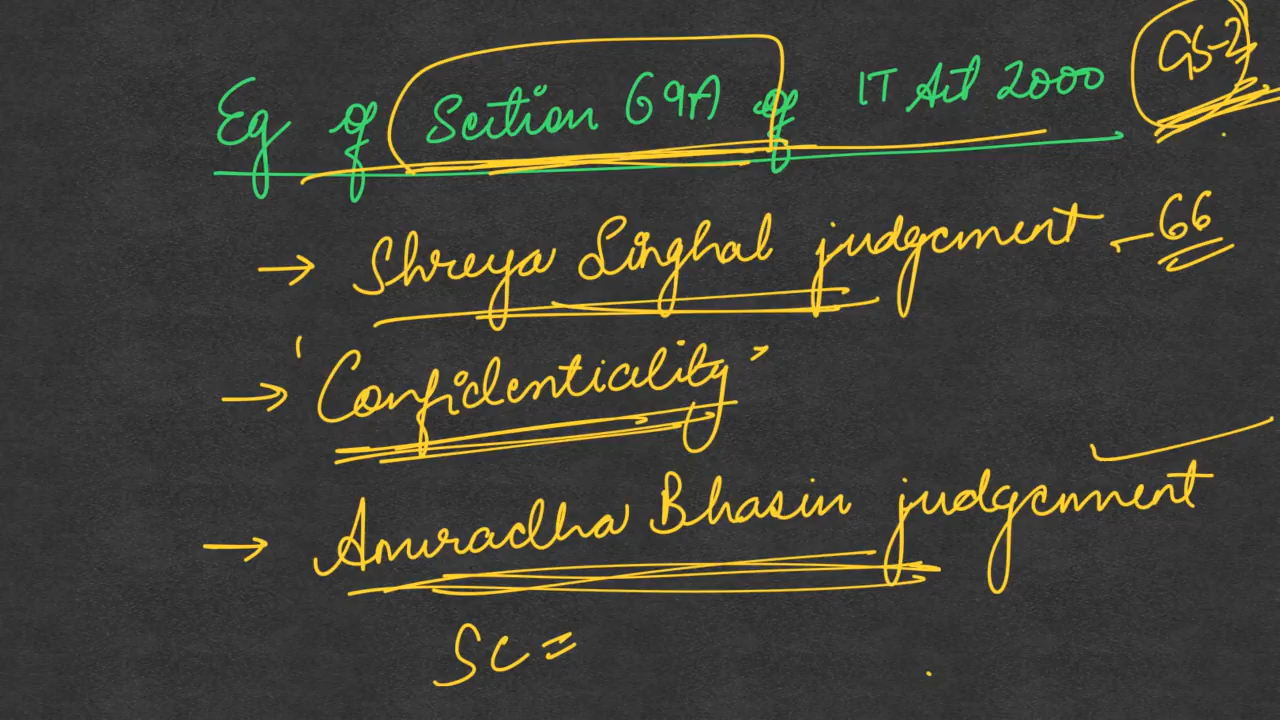 Eg of Section 69A of IT Act 2000 GS-2
→ Shreya Singhal judgement - 66
→ 'Confidentiality'
→ Anuradha Bhasin judgement
SC =